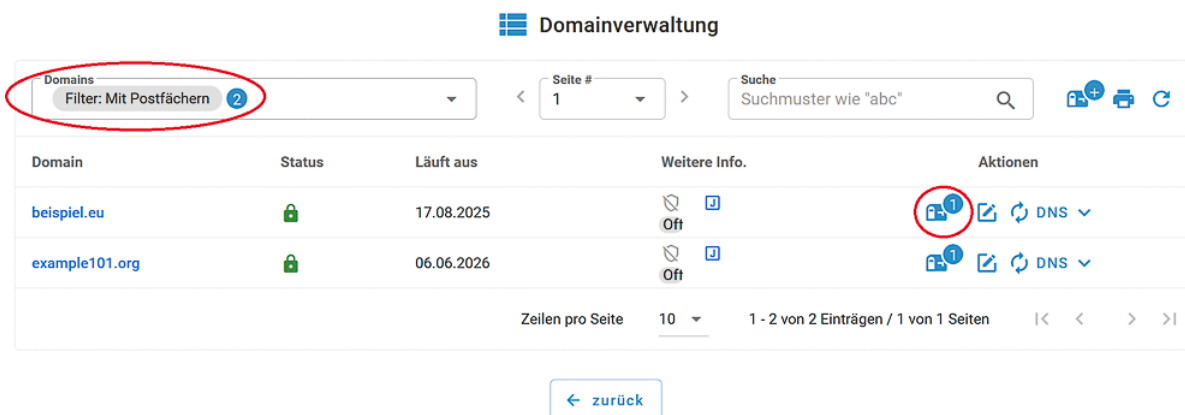 Domainverwaltung
Domains Seite # Suche
Filter: Mit Postfächern 2 1 Suchmuster wie "abc" +
Domain Status Läuft aus Weitere Info. Aktionen
beispiel.eu 17.08.2025 J 1 DNS
Oft
example101.org 06.06.2026 J 1 DNS
Oft
Zeilen pro Seite 10 1 - 2 von 2 Einträgen / 1 von 1 Seiten
zurück